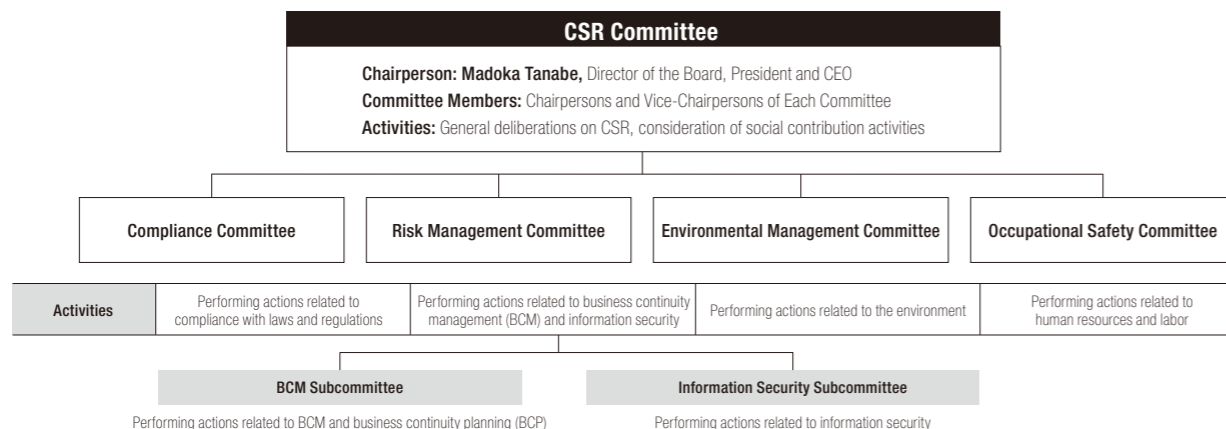 CSR Committee
Chairperson: Madoka Tanabe, Director of the Board, President and CEO
Committee Members: Chairpersons and Vice-Chairpersons of Each Committee
Activities: General deliberations on CSR, consideration of social contribution activities
Compliance Committee
Risk Management Committee
Environmental Management Committee
Occupational Safety Committee
Activities
Performing actions related to
compliance with laws and regulations
Performing actions related to business continuity
management (BCM) and information security
Performing actions related to the environment
Performing actions related to
human resources and labor
BCM Subcommittee
Information Security Subcommittee
Performing actions related to BCM and business continuity planning (BCP)
Performing actions related to information security